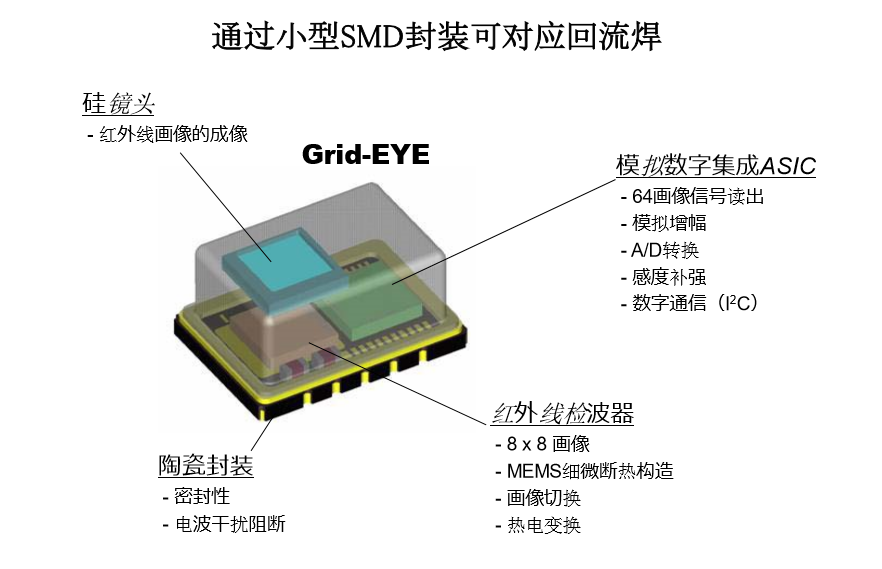 通过小型SMD封装可对应回流焊
硅镜头
- 红外线画像的成像
Grid-EYE
模拟数字集成ASIC
- 64画像信号读出
- 模拟增幅
- A/D转换
- 感度补强
- 数字通信（I²C）
红外线检波器
- 8 x 8 画像
- MEMS细微断热构造
- 画像切换
- 热电变换
陶瓷封装
- 密封性
- 电波干扰阻断